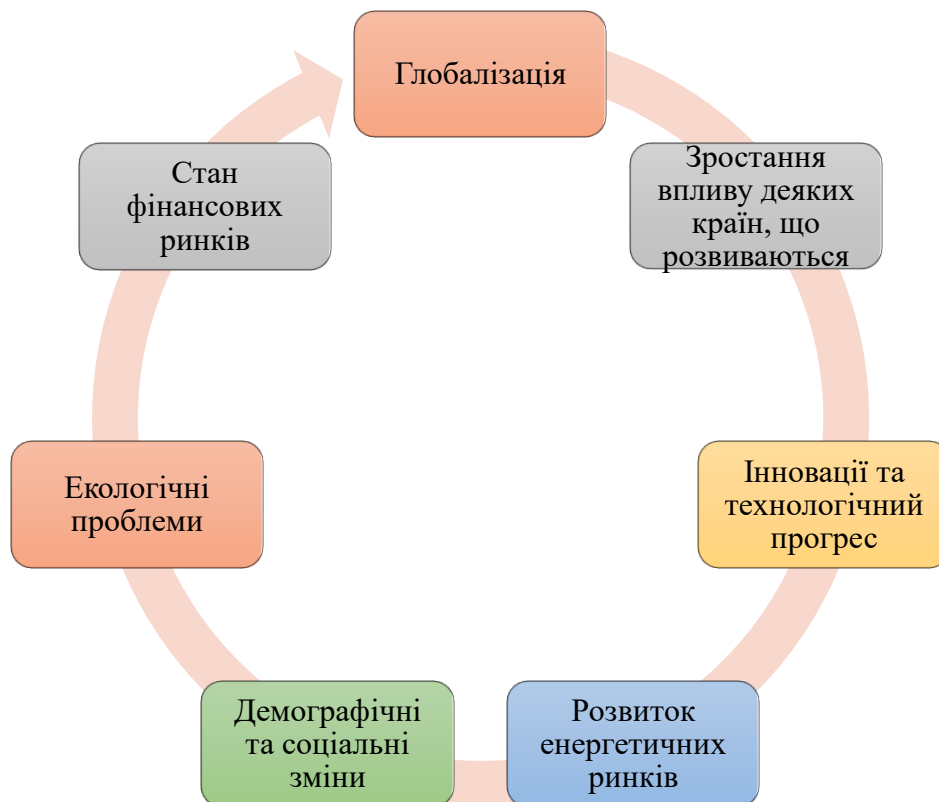 Глобалізація
Зростання
впливу деяких
країн, що
розвиваються
Інновації та
технологічний
прогрес
Розвиток
енергетичних
ринків
Демографічні
та соціальні
зміни
Екологічні
проблеми
Стан
фінансових
ринків